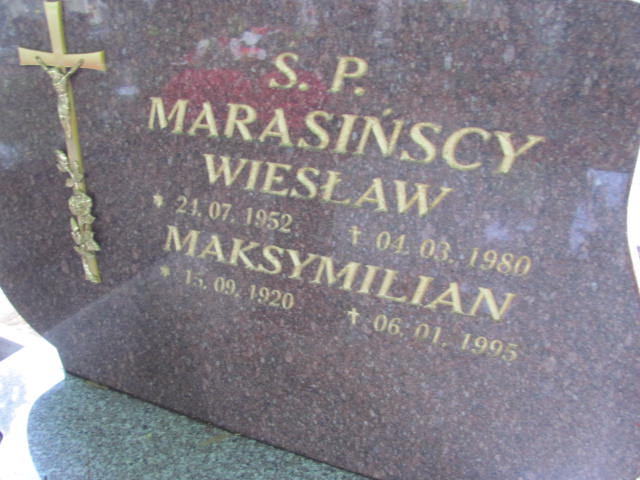 Ś. P.
MARASIŃSCY
WIESŁAW
* 24. 07. 1952 † 04. 03. 1980
MAKSYMILIAN
* 15. 09. 1920 † 06. 01. 1995